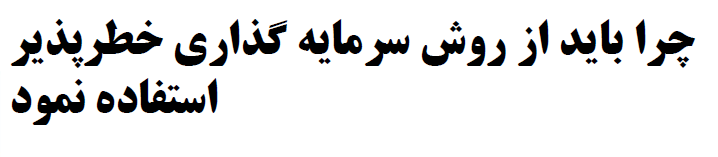 چرا باید از روش سرمایه گذاری خطرپذیر
استفاده نمود